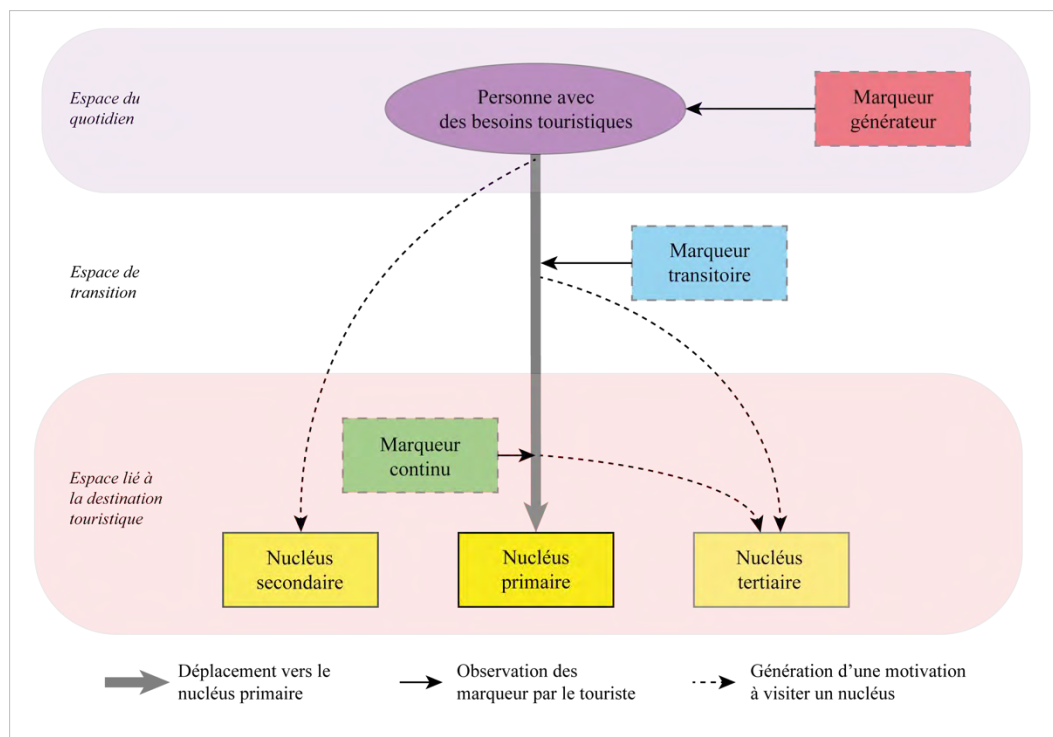 Espace du
quotidien
Personne avec
des besoins touristiques
Marqueur
générateur
Espace de
transition
Marqueur
transitoire
Espace lié à
la destination
touristique
Marqueur
continu
Nucléus
secondaire
Nucléus
primaire
Nucléus
tertiaire
Déplacement vers le
nucléus primaire
Observation des
marqueur par le touriste
Génération d’une motivation
à visiter un nucléus